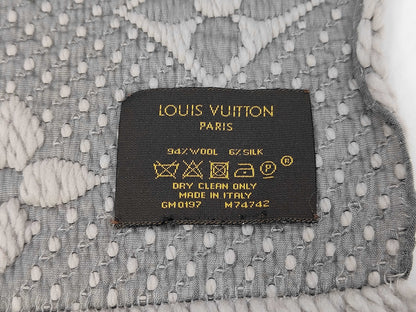 LOUIS VUITTON
PARIS
94% WOOL 6% SILK
P ®
DRY CLEAN ONLY
MADE IN ITALY
GM0197 M74742